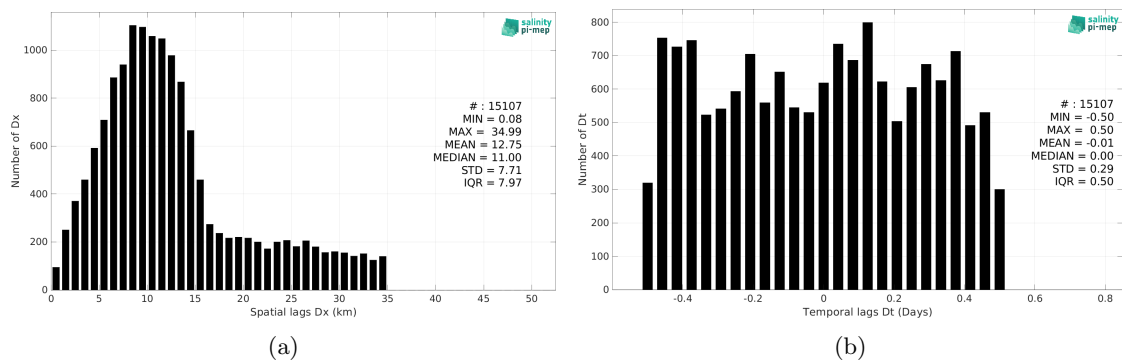 salinity
pi-mep
1000
800
600
400
200
0
Number of Dx
# : 15107
MIN = 0.08
MAX = 34.99
MEAN = 12.75
MEDIAN = 11.00
STD = 7.71
IQR = 7.97
0 5 10 15 20 25 30 35 40 45 50
Spatial lags Dx (km)
(a)
salinity
pi-mep
800
700
600
500
400
300
200
100
0
Number of Dt
# : 15107
MIN = -0.50
MAX = 0.50
MEAN = -0.01
MEDIAN = 0.00
STD = 0.29
IQR = 0.50
-0.4 -0.2 0 0.2 0.4 0.6 0.8
Temporal lags Dt (Days)
(b)